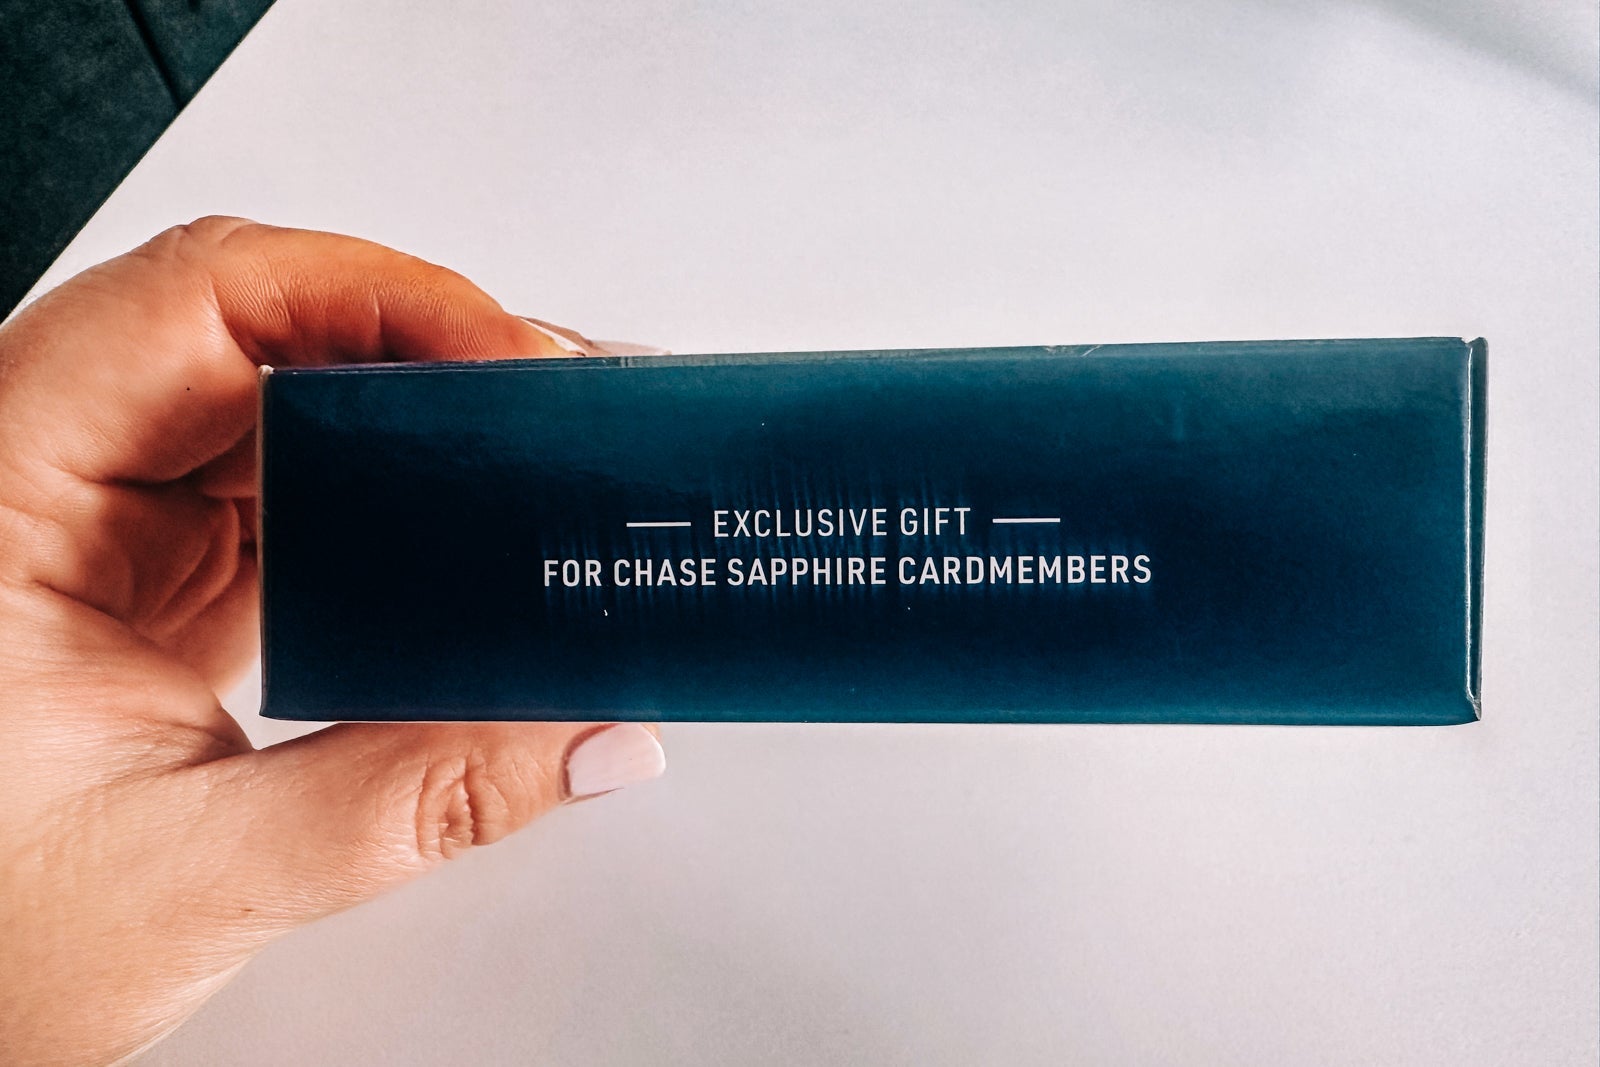 EXCLUSIVE GIFT
FOR CHASE SAPPHIRE CARDMEMBERS